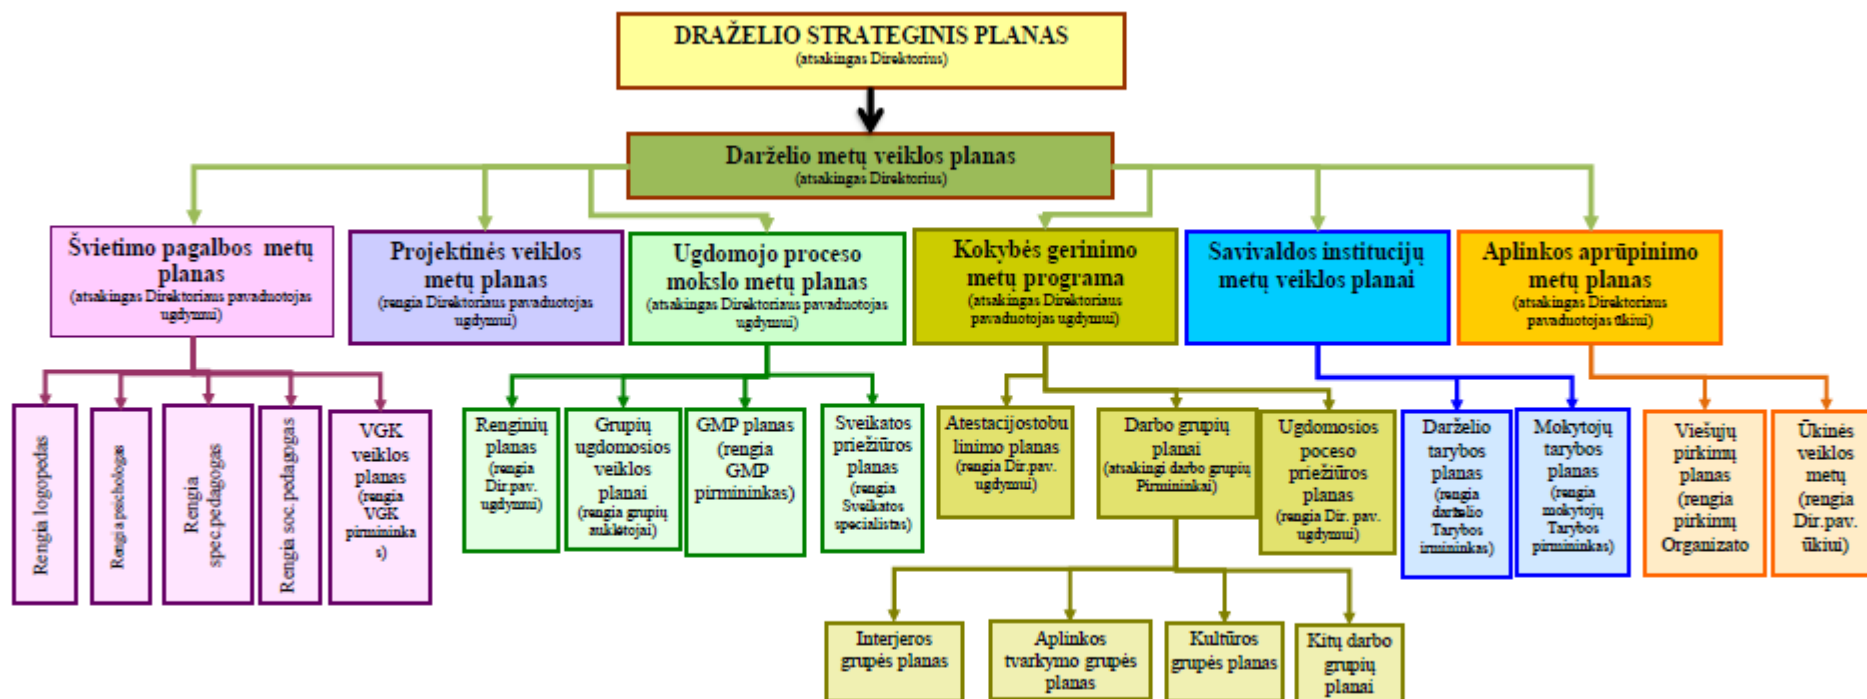 DRAŽELIO STRATEGINIS PLANAS
(atsakingas Direktorius)
Darželio metų veiklos planas
(atsakingas Direktorius)
Švietimo pagalbos metų
planas
(atsakingas Direktoriaus pavaduotojas
ugdymui)
Projektinės veiklos
metų planas
(rengia Direktoriaus pavaduotojas
ugdymui)
Ugdomojo proceso
mokslo metų planas
(atsakingas Direktoriaus pavaduotojas
ugdymui)
Kokybės gerinimo
metų programa
(atsakingas Direktoriaus
pavaduotojas ugdymui)
Savivaldos institucijų
metų veiklos planai
Aplinkos aprūpinimo
metų planas
(atsakingas Direktoriaus
pavaduotojas ūkiui)
Rengia logopedas
Rengia psichologas
Rengia
spec.pedagogas
Rengia soc.pedagogas
VGK
veiklos
planas
(rengia
VGK
pirmininka
s)
Renginių
planas
(rengia
Dir.pav.
ugdymui)
Grupių
ugdomosios
veiklos
planai
(rengia grupių
auklėtojai)
GMP planas
(rengia
GMP
pirmininkas)
Sveikatos
priežiūros
planas
(rengia
Sveikatos
specialistas)
Atestacijostobu
linimo planas
(rengia Dir.pav.
ugdymui)
Darbo grupių
planai
(atsakingi darbo grupių
Pirmininkai)
Ugdomosios
poceso
priežiūros
planas
(rengia Dir. pav.
ugdymui)
Darželio
tarybos
planas
(rengia
darželio
Tarybos
irmininkas)
Mokytojų
tarybos
planas
(rengia
mokytojų
Tarybos
pirmininkas)
Viešųjų
pirkimų
planas
(rengia
pirkimų
Organizato
Ūkinės
veiklos
metų
(rengia
Dir.pav.
ūkiui)
Interjeros
grupės planas
Aplinkos
tvarkymo grupės
planas
Kultūros
grupės planas
Kitų darbo
grupių
planai